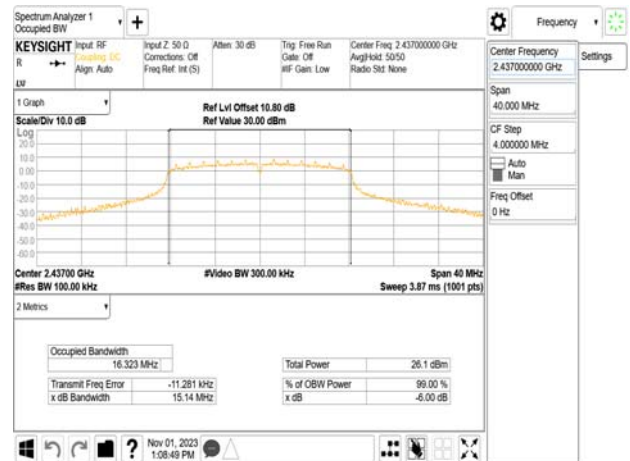 Spectrum Analyzer 1
Occupied BW
Frequency
KEYSIGHT
R
LXI
Input: RF
Coupling: DC
Align: Auto
Input Z: 50 Ω
Corrections: Off
Freq Ref: Int (S)
Atten: 30 dB
Trig: Free Run
Gate: Off
#IF Gain: Low
Center Freq: 2.437000000 GHz
Avg|Hold: 50/50
Radio Std: None
Center Frequency
2.437000000 GHz
Settings
Span
40.000 MHz
CF Step
4.000000 MHz
Auto
Man
Freq Offset
0 Hz
1 Graph
Scale/Div 10.0 dB
Ref Lvl Offset 10.80 dB
Ref Value 30.00 dBm
Log
20.0
10.0
0.00
-10.0
-20.0
-30.0
-40.0
-50.0
-60.0
Center 2.43700 GHz
#Res BW 100.00 kHz
#Video BW 300.00 kHz
Span 40 MHz
Sweep 3.87 ms (1001 pts)
2 Metrics
Occupied Bandwidth
16.323 MHz
Transmit Freq Error -11.281 kHz
x dB Bandwidth 15.14 MHz
Total Power 26.1 dBm
% of OBW Power 99.00 %
x dB -6.00 dB
?
Nov 01, 2023
1:08:49 PM